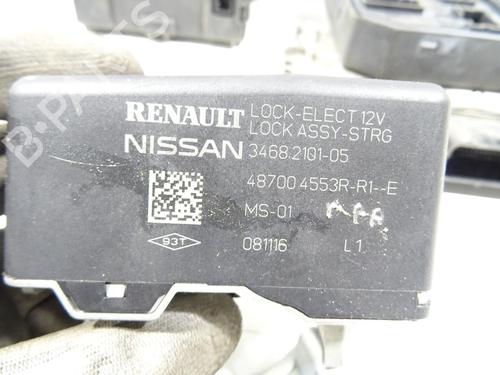 RENAULT LOCK-ELECT 12V
LOCK ASSY-STRG
NISSAN 3468.2101-05
48700 4553R-R1--E
MS-01
93T 081116 L1
B-PARTS